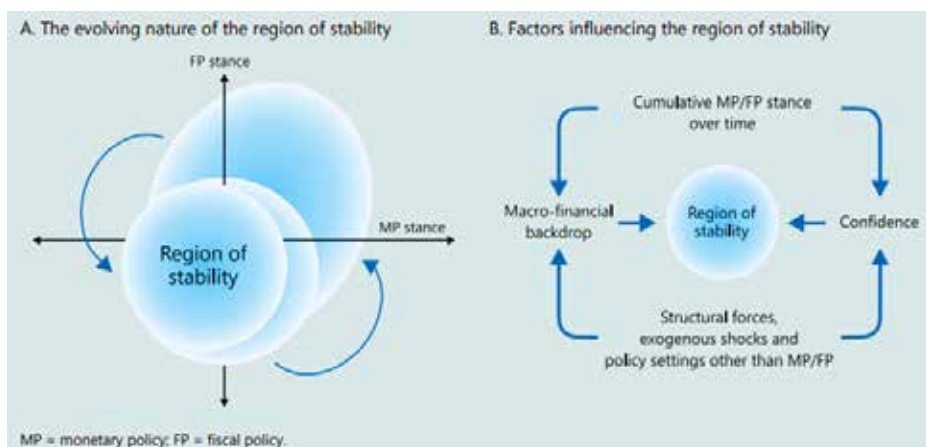 A. The evolving nature of the region of stability
FP stance
MP stance
Region of
stability
B. Factors influencing the region of stability
Cumulative MP/FP stance
over time
Macro-financial
backdrop
Region of
stability
Confidence
Structural forces,
exogenous shocks and
policy settings other than MP/FP
MP = monetary policy; FP = fiscal policy.